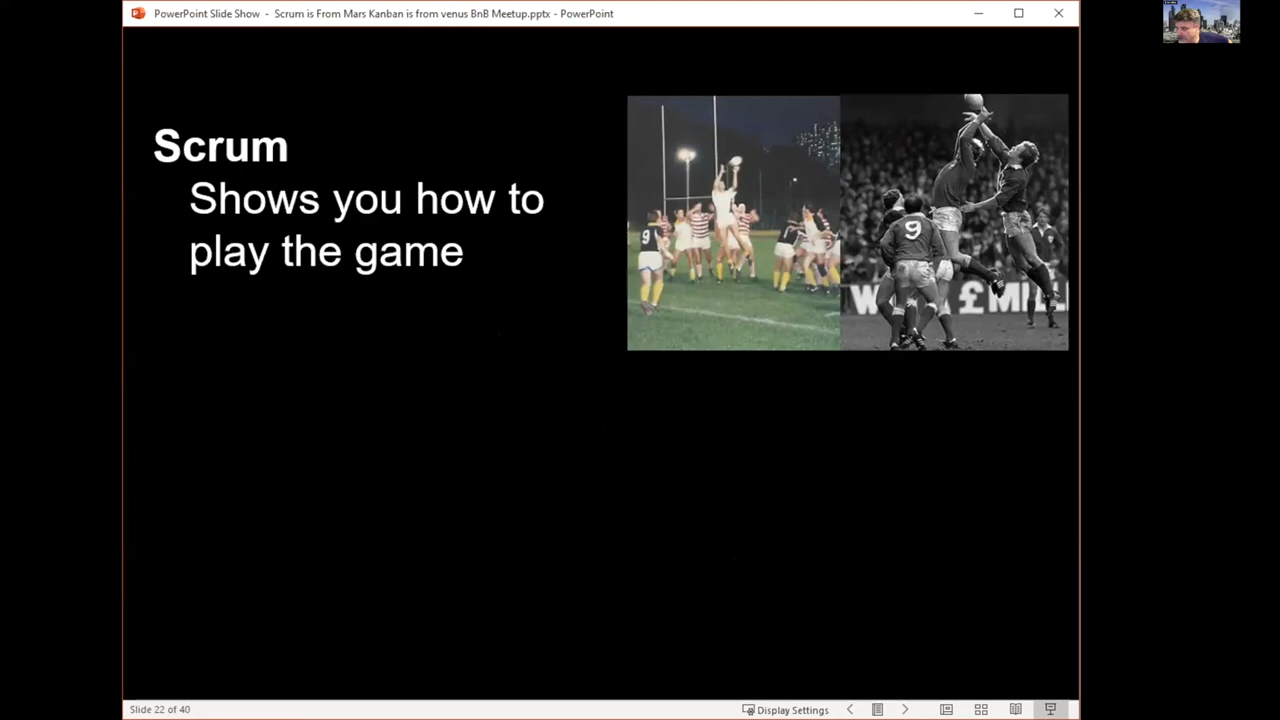 PowerPoint Slide Show - Scrum is From Mars Kanban is from venus BnB Meetup.pptx - PowerPoint
Scrum
Shows you how to
play the game
9
9
W
£ MILL
Slide 22 of 40
Display Settings